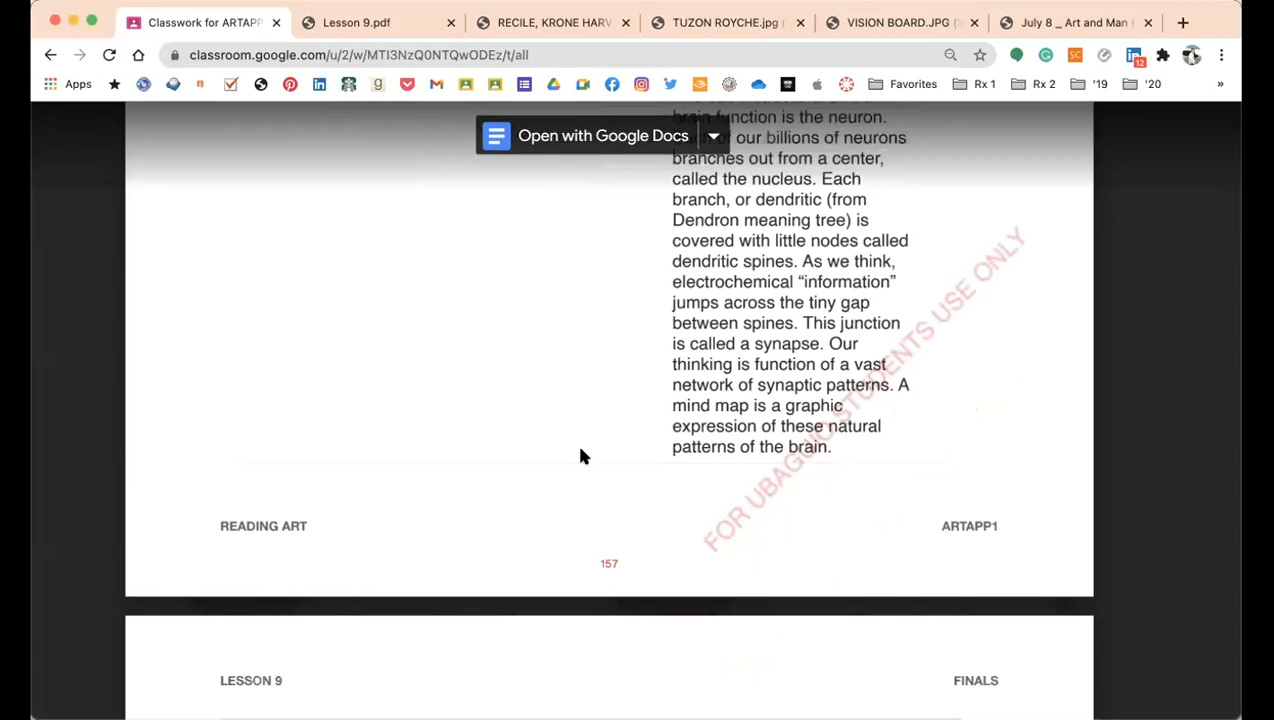 Classwork for ARTAPP
Lesson 9.pdf
RECILE, KRONE HARV
TUZON ROYCHE.jpg
VISION BOARD.JPG
July 8 _ Art and Man
classroom.google.com/u/2/w/MTI3NzQ0NTQwODEz/t/all
12
Apps
Favorites
Rx 1
Rx 2
'19
'20
»
brain function is the neuron.
Open with Google Docs
of our billions of neurons
branches out from a center,
called the nucleus. Each
branch, or dendritic (from
Dendron meaning tree) is
covered with little nodes called
dendritic spines. As we think,
electrochemical “information”
jumps across the tiny gap
between spines. This junction
is called a synapse. Our
thinking is function of a vast
network of synaptic patterns. A
mind map is a graphic
expression of these natural
patterns of the brain.
FOR UBAGUIO STUDENTS USE ONLY
READING ART
ARTAPP1
157
LESSON 9
FINALS